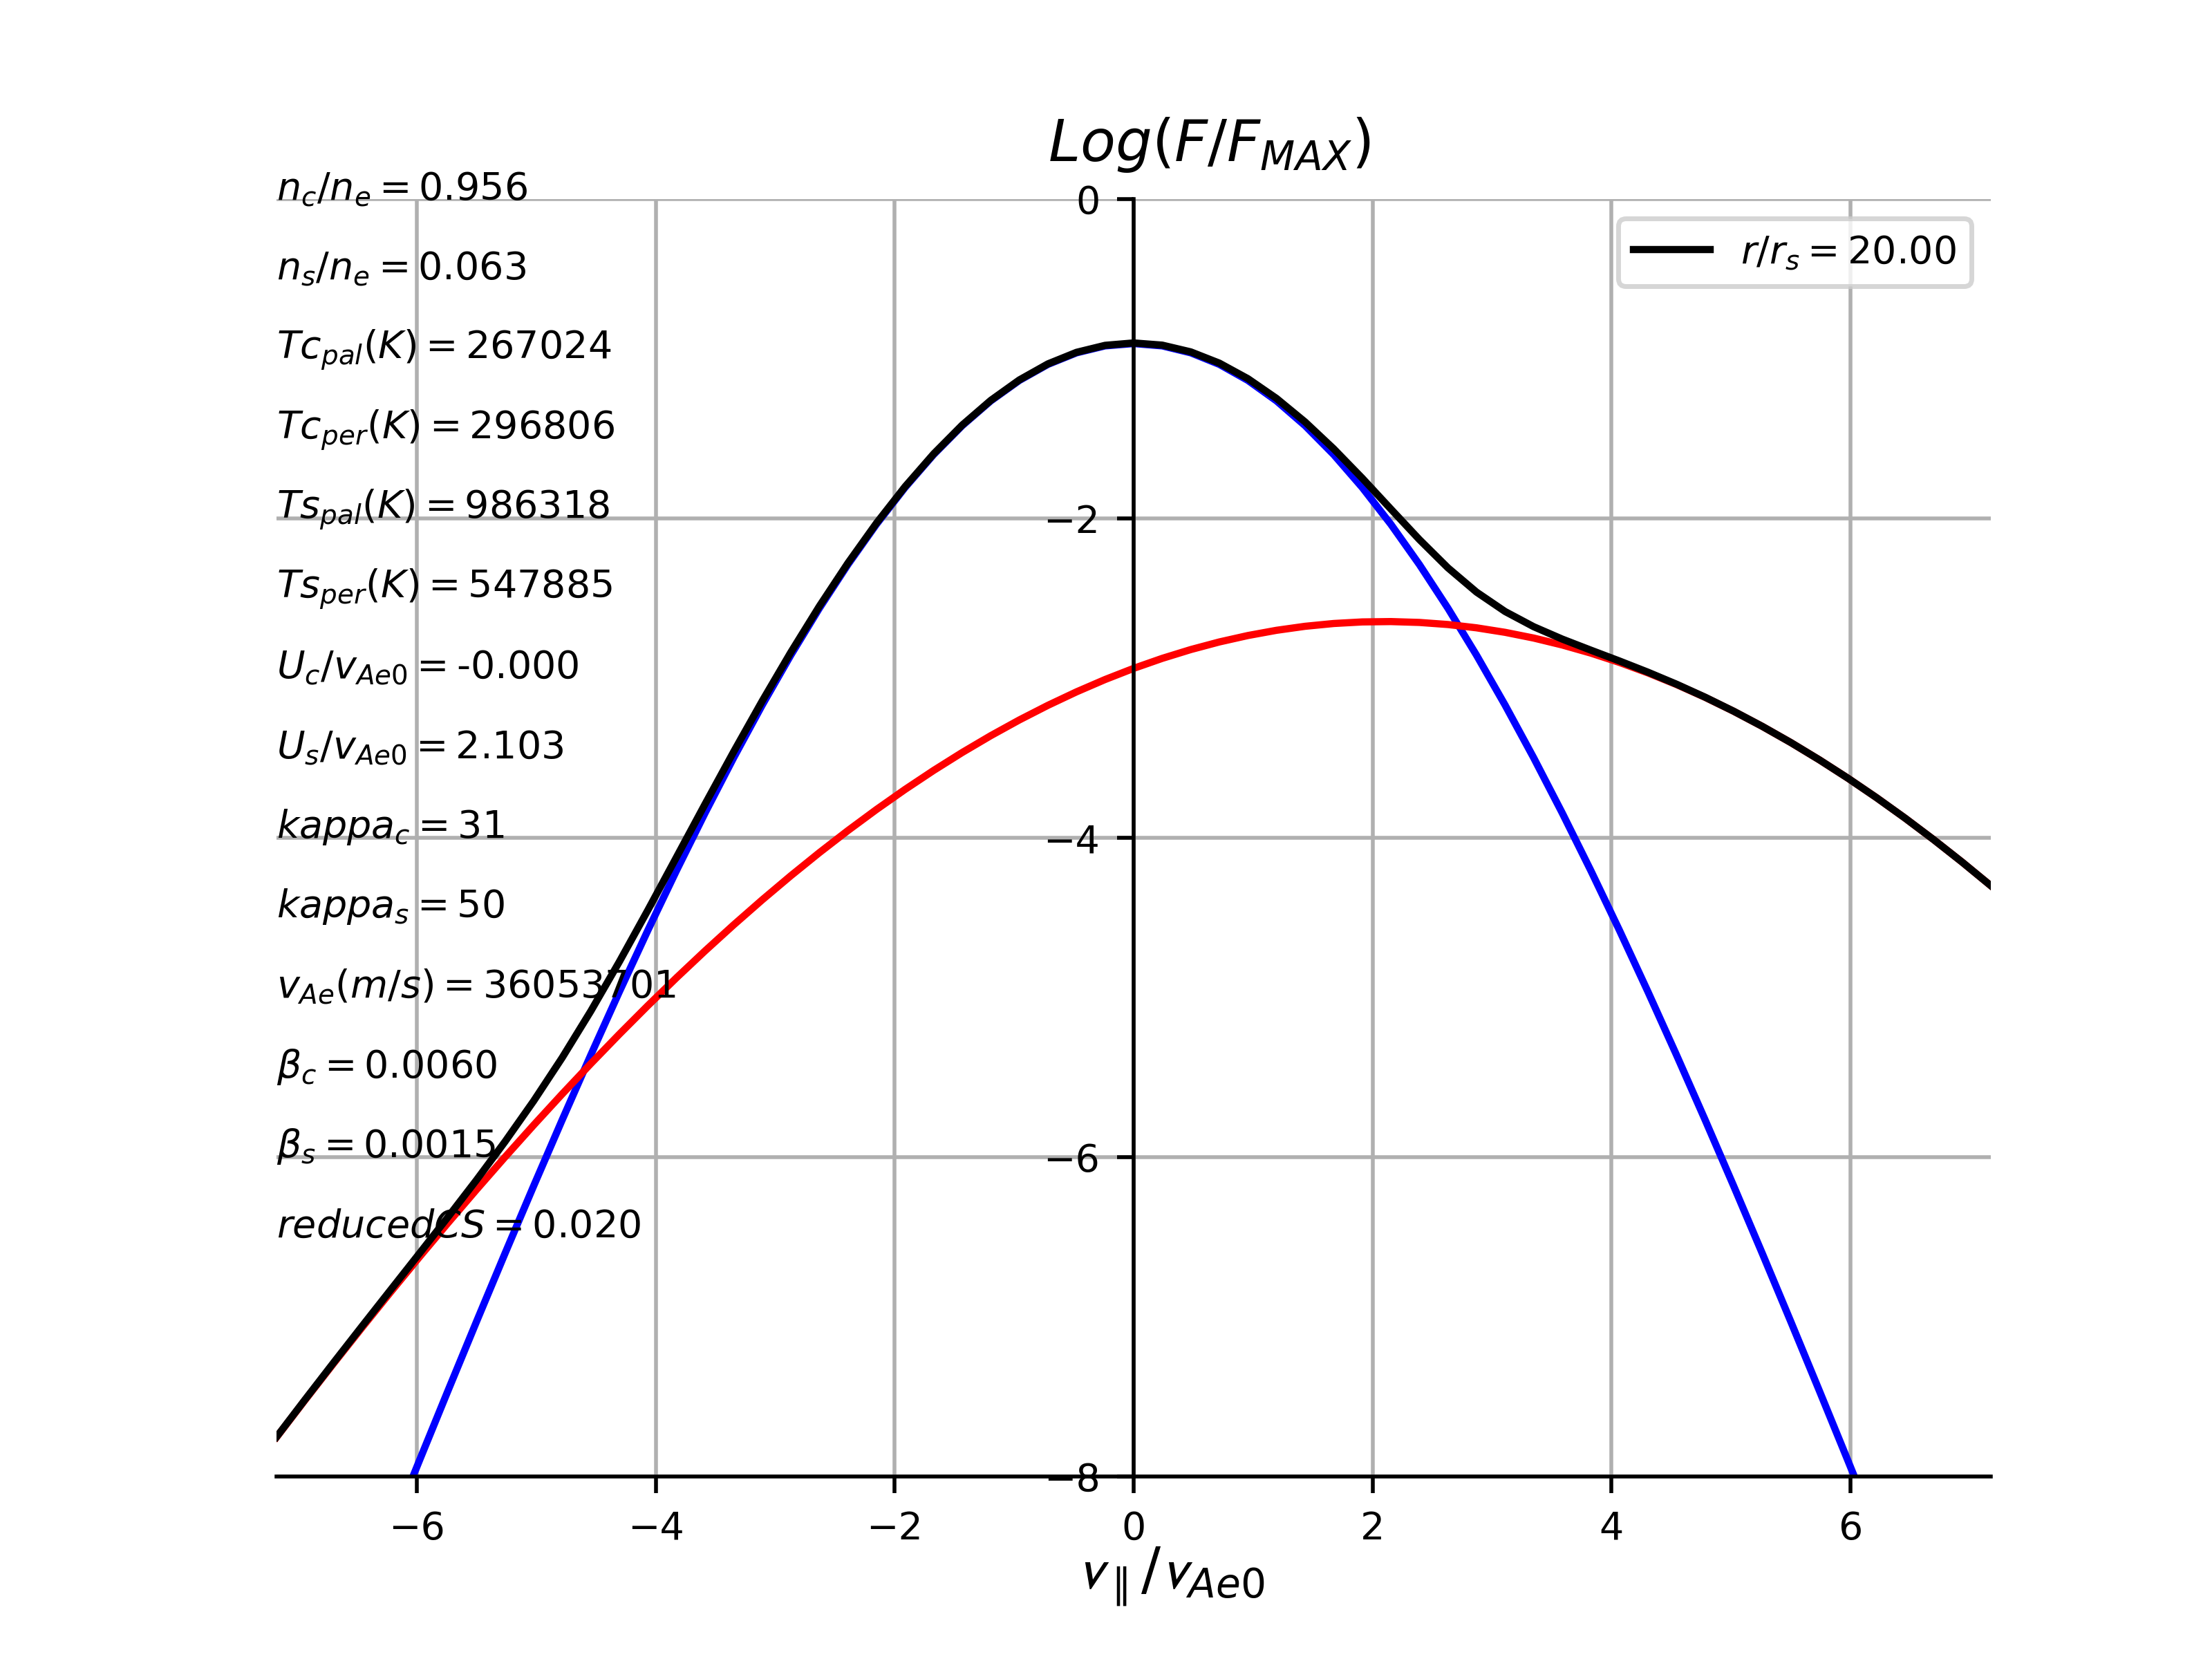 Log(F/F_MAX)
n_c/n_e = 0.956
n_s/n_e = 0.063
Tc_pal(K) = 267024
Tc_per(K) = 296806
Ts_pal(K) = 986318
Ts_per(K) = 547885
U_c/v_Ae0 = -0.000
U_s/v_Ae0 = 2.103
kappa_c = 31
kappa_s = 50
v_Ae(m/s) = 36053701
β_c = 0.0060
β_s = 0.0015
reducedCS = 0.020
r/r_s = 20.00
0
−2
−4
−6
−8
−6 −4 −2 0 2 4 6
v_∥/v_Ae0